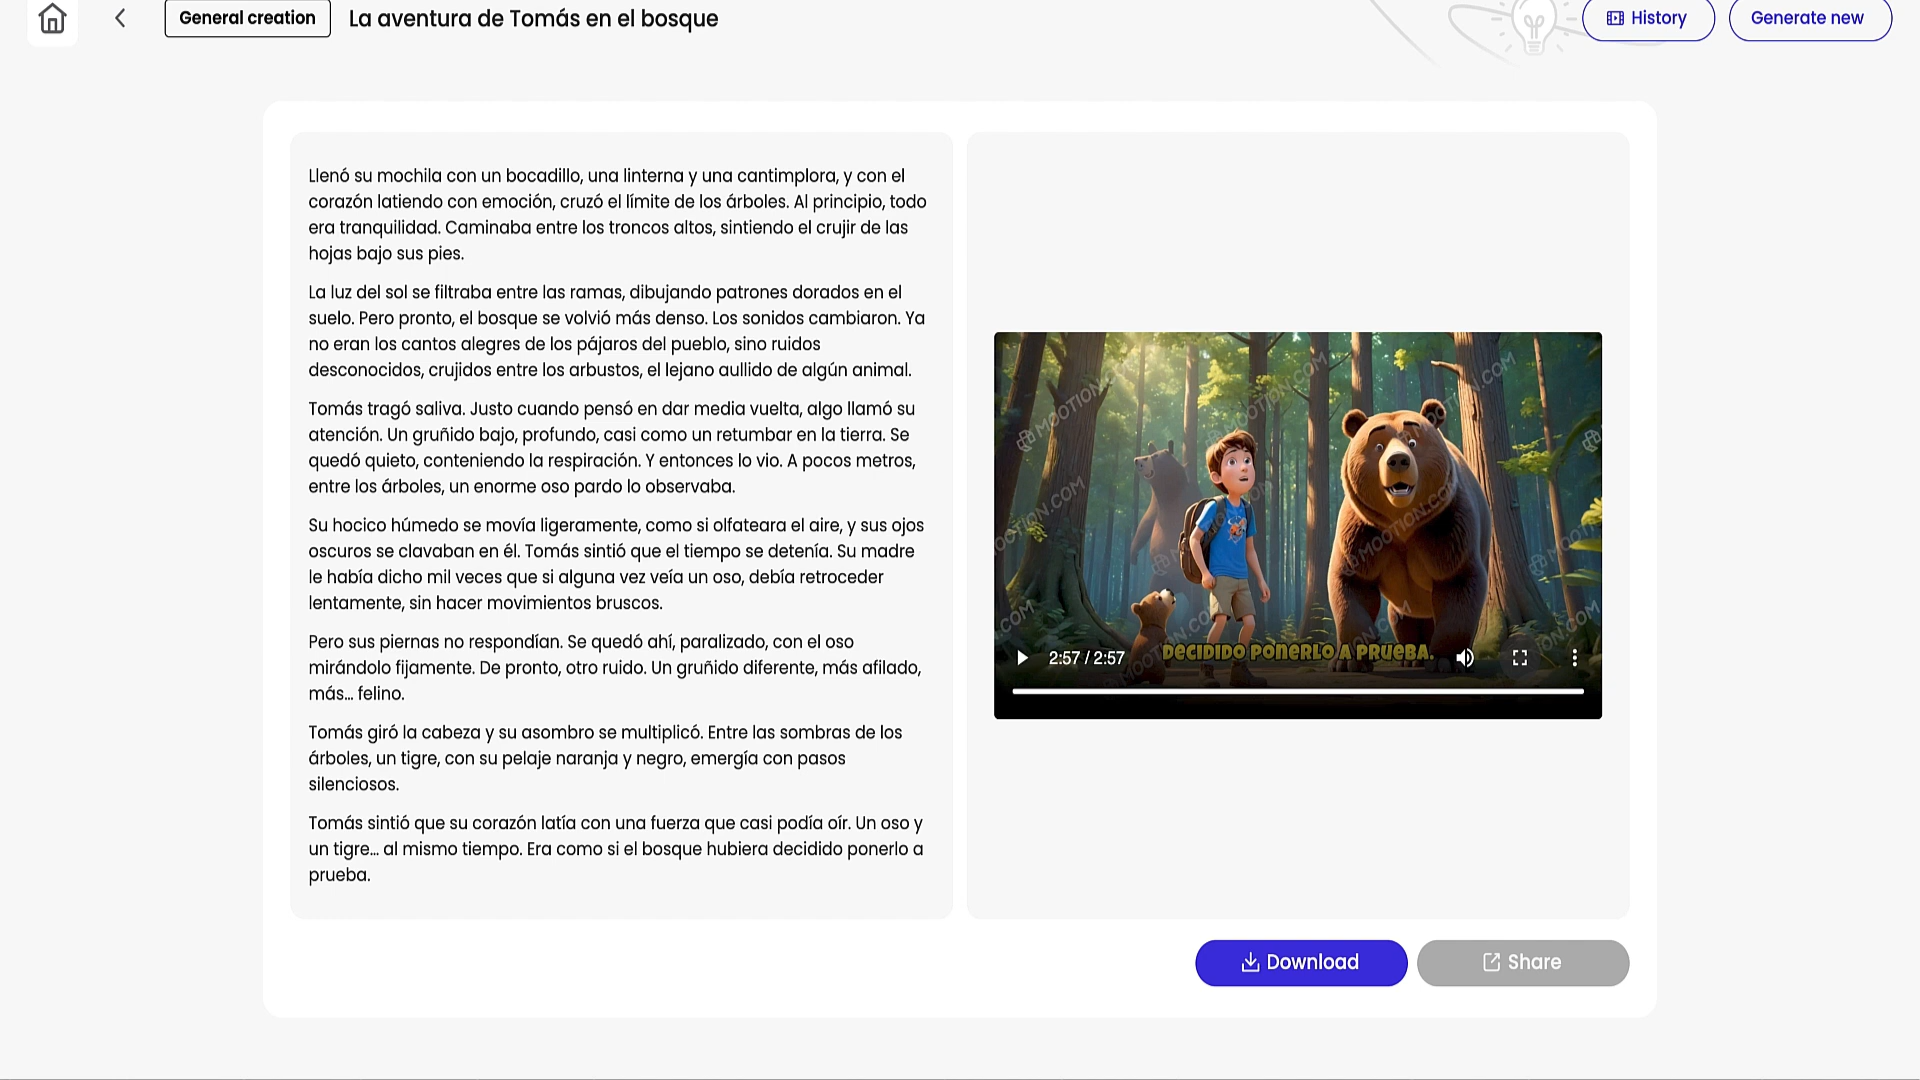 General creation
La aventura de Tomás en el bosque
History
Generate new
Llenó su mochila con un bocadillo, una linterna y una cantimplora, y con el
corazón latiendo con emoción, cruzó el límite de los árboles. Al principio, todo
era tranquilidad. Caminaba entre los troncos altos, sintiendo el crujir de las
hojas bajo sus pies.
La luz del sol se filtraba entre las ramas, dibujando patrones dorados en el
suelo. Pero pronto, el bosque se volvió más denso. Los sonidos cambiaron. Ya
no eran los cantos alegres de los pájaros del pueblo, sino ruidos
desconocidos, crujidos entre los arbustos, el lejano aullido de algún animal.
Tomás tragó saliva. Justo cuando pensó en dar media vuelta, algo llamó su
atención. Un gruñido bajo, profundo, casi como un retumbar en la tierra. Se
quedó quieto, conteniendo la respiración. Y entonces lo vio. A pocos metros,
entre los árboles, un enorme oso pardo lo observaba.
Su hocico húmedo se movía ligeramente, como si olfateara el aire, y sus ojos
oscuros se clavaban en él. Tomás sintió que el tiempo se detenía. Su madre
le había dicho mil veces que si alguna vez veía un oso, debía retroceder
lentamente, sin hacer movimientos bruscos.
Pero sus piernas no respondían. Se quedó ahí, paralizado, con el oso
mirándolo fijamente. De pronto, otro ruido. Un gruñido diferente, más afilado,
más... felino.
Tomás giró la cabeza y su asombro se multiplicó. Entre las sombras de los
árboles, un tigre, con su pelaje naranja y negro, emergía con pasos
silenciosos.
Tomás sintió que su corazón latía con una fuerza que casi podía oír. Un oso y
un tigre... al mismo tiempo. Era como si el bosque hubiera decidido ponerlo a
prueba.
MOOTION.COM
MOOTION.COM
MOOTION.COM
MOOTION.COM
MOOTION.COM
2:57 / 2:57
DECIDIDO PONERLO A PRUEBA.
Download
Share